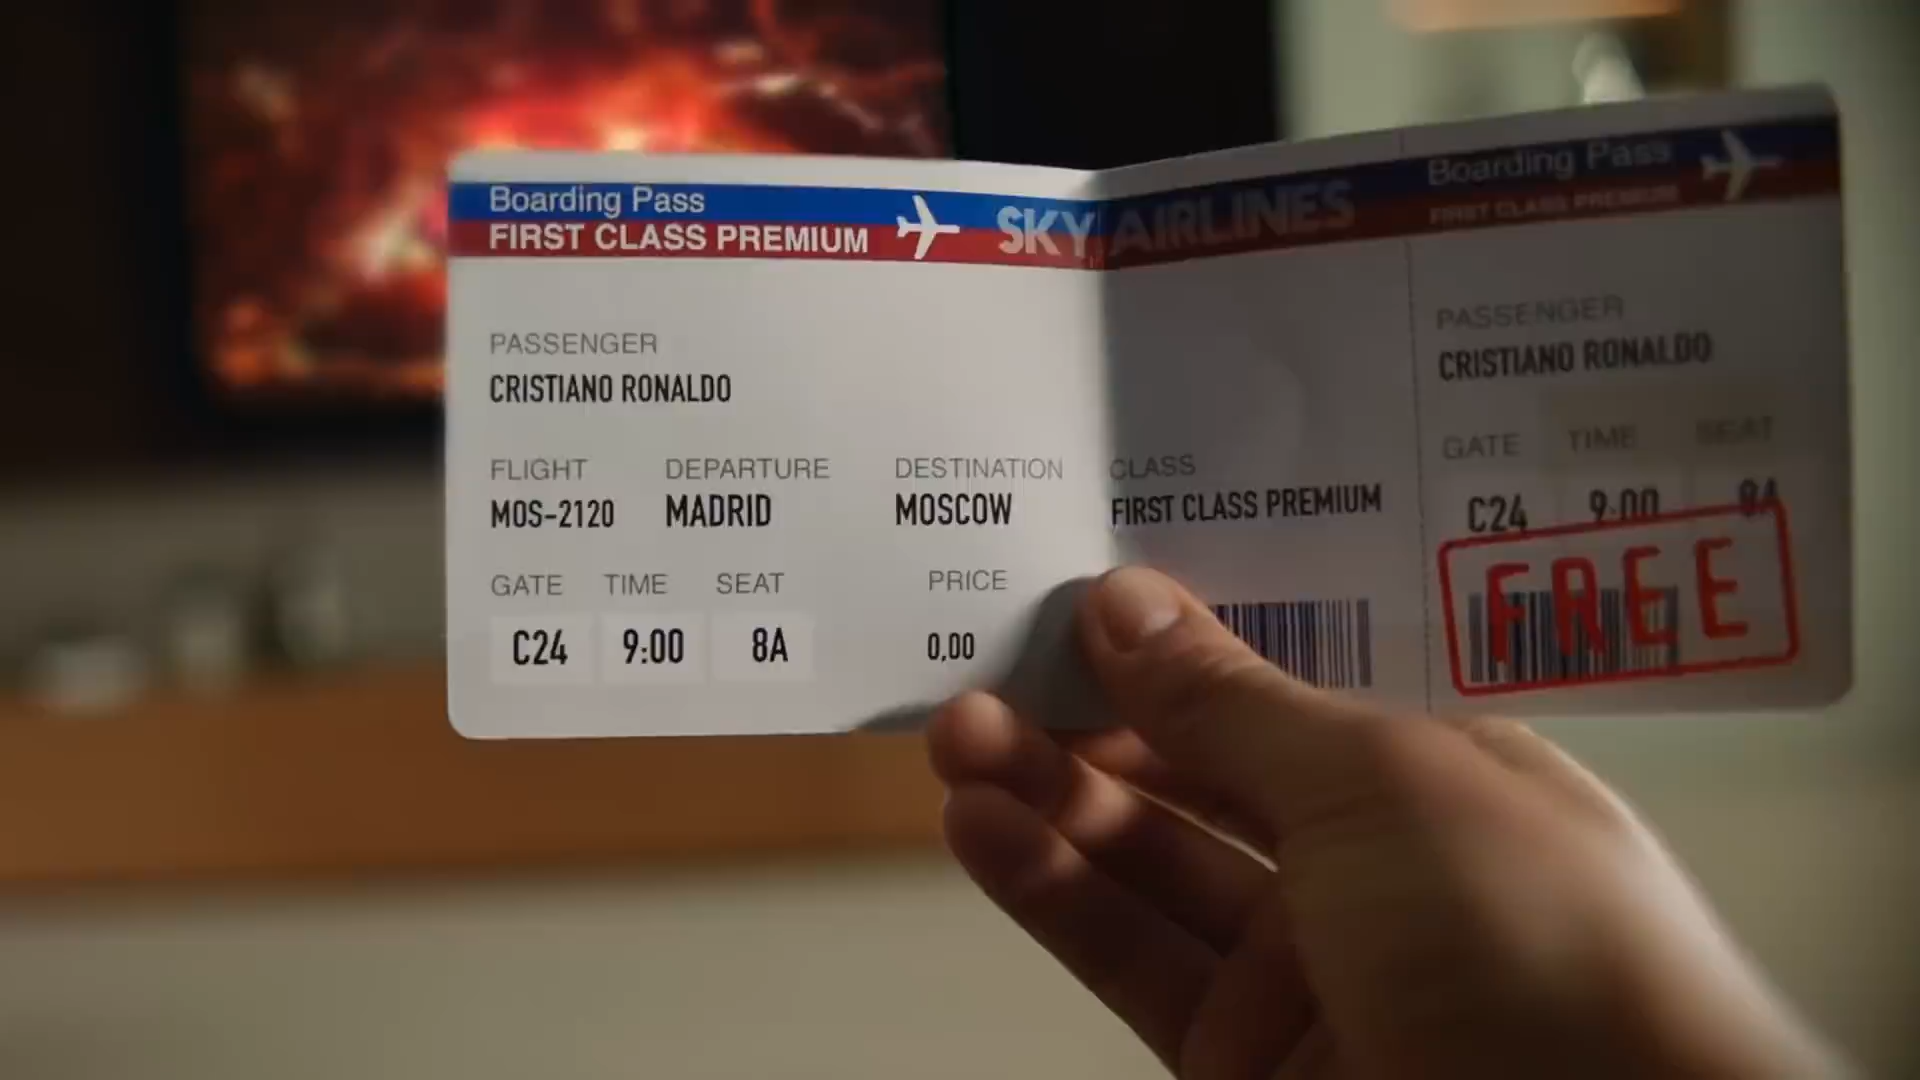 Boarding Pass
FIRST CLASS PREMIUM
SKY AIRLINES
PASSENGER
CRISTIANO RONALDO
FLIGHT DEPARTURE DESTINATION CLASS
MOS-2120 MADRID MOSCOW FIRST CLASS PREMIUM
GATE TIME SEAT PRICE
C24 9:00 8A 0,00
Boarding Pass
FIRST CLASS PREMIUM
PASSENGER
CRISTIANO RONALDO
GATE TIME SEAT
C24 9:00 8A
FREE